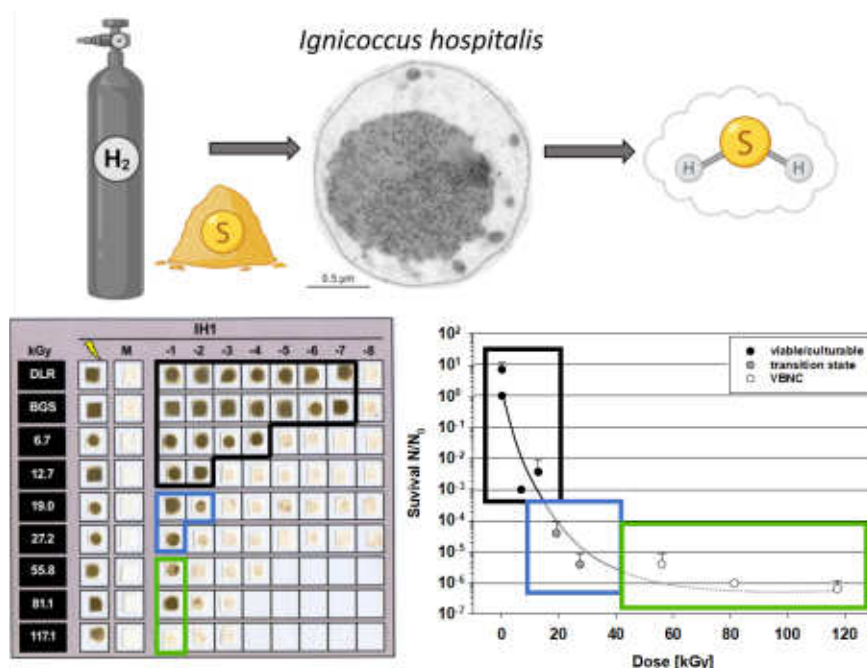 Ignicoccus hospitalis
H₂
S
0.5 µm
H S H
IH1
kGy M -1 -2 -3 -4 -5 -6 -7 -8
DLR
BGS
6.7
12.7
19.0
27.2
55.8
81.1
117.1
Suvival N/N₀
10²
10¹
10⁰
10⁻¹
10⁻²
10⁻³
10⁻⁴
10⁻⁵
10⁻⁶
10⁻⁷
viable/culturable
transition state
VBNC
0 20 40 60 80 100 120
Dose [kGy]